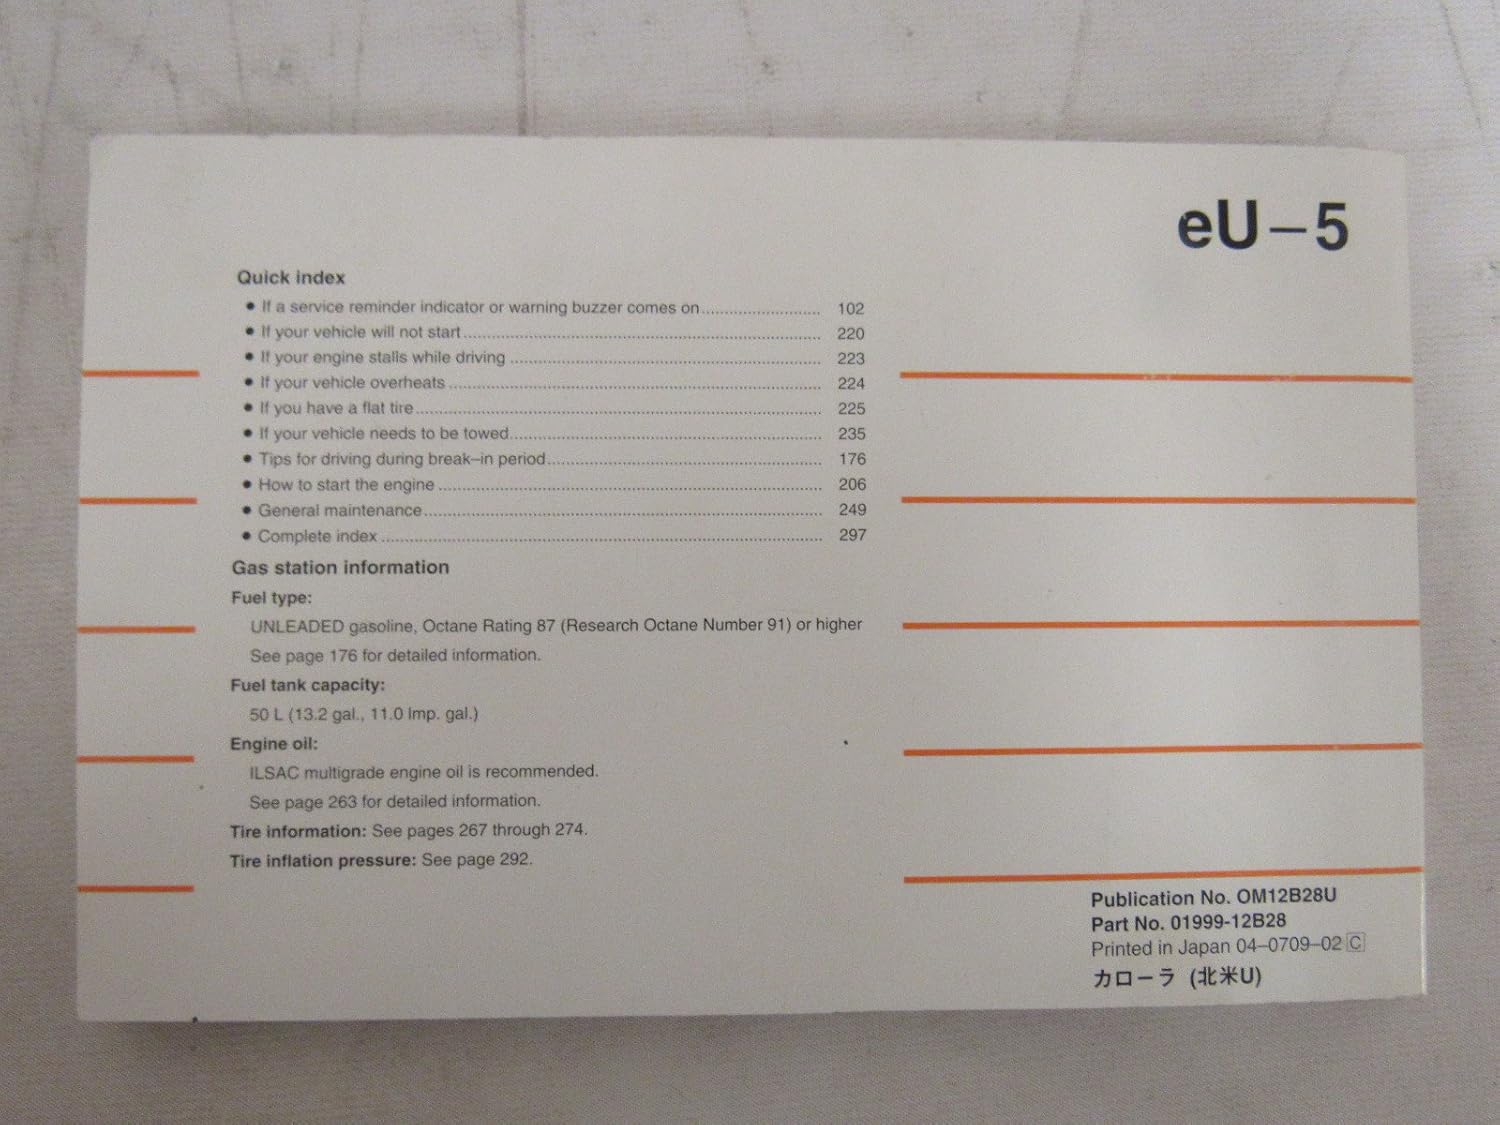 eU–5
Quick index
● If a service reminder indicator or warning buzzer comes on........................ 102
● If your vehicle will not start........................ 220
● If your engine stalls while driving ........................ 223
● If your vehicle overheats ........................ 224
● If you have a flat tire........................ 225
● If your vehicle needs to be towed........................ 235
● Tips for driving during break–in period........................ 176
● How to start the engine ........................ 206
● General maintenance........................ 249
● Complete index ........................ 297
Gas station information
Fuel type:
UNLEADED gasoline, Octane Rating 87 (Research Octane Number 91) or higher
See page 176 for detailed information.
Fuel tank capacity:
50 L (13.2 gal., 11.0 Imp. gal.)
Engine oil:
ILSAC multigrade engine oil is recommended.
See page 263 for detailed information.
Tire information: See pages 267 through 274.
Tire inflation pressure: See page 292.
Publication No. OM12B28U
Part No. 01999-12B28
Printed in Japan 04–0709–02 C
カローラ (北米U)